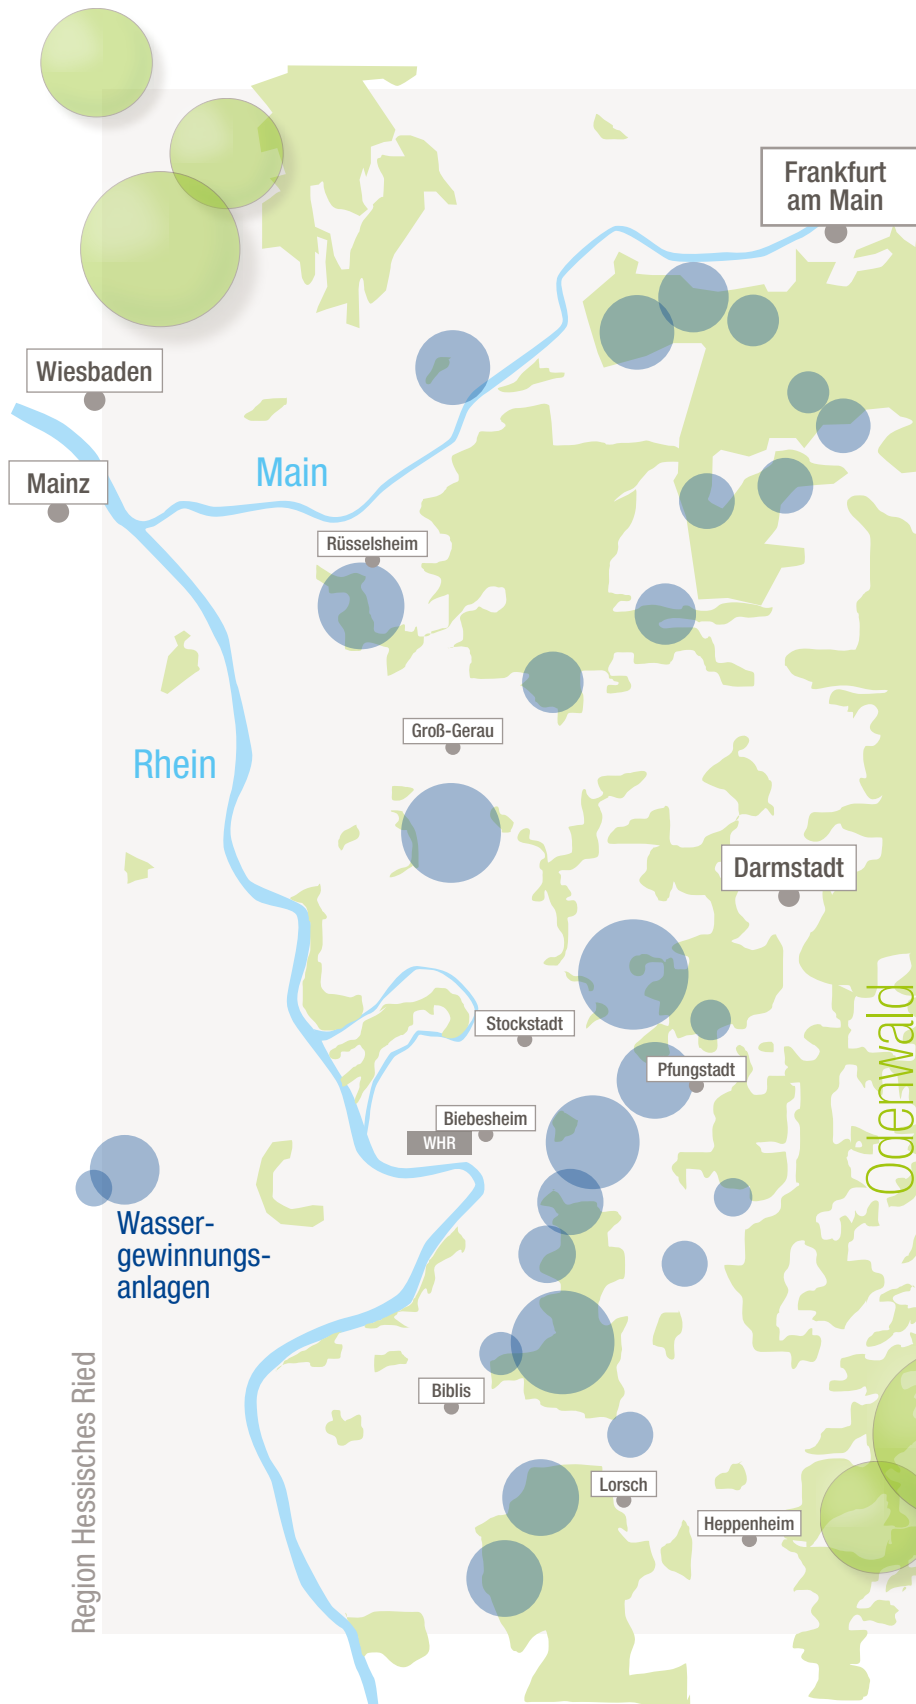 Frankfurt
am Main
Wiesbaden
Main
Mainz
Rüsselsheim
Groß-Gerau
Rhein
Darmstadt
Odenwald
Stockstadt
Pfungstadt
Biebesheim
WHR
Wasser-
gewinnungs-
anlagen
Region Hessisches Ried
Biblis
Lorsch
Heppenheim